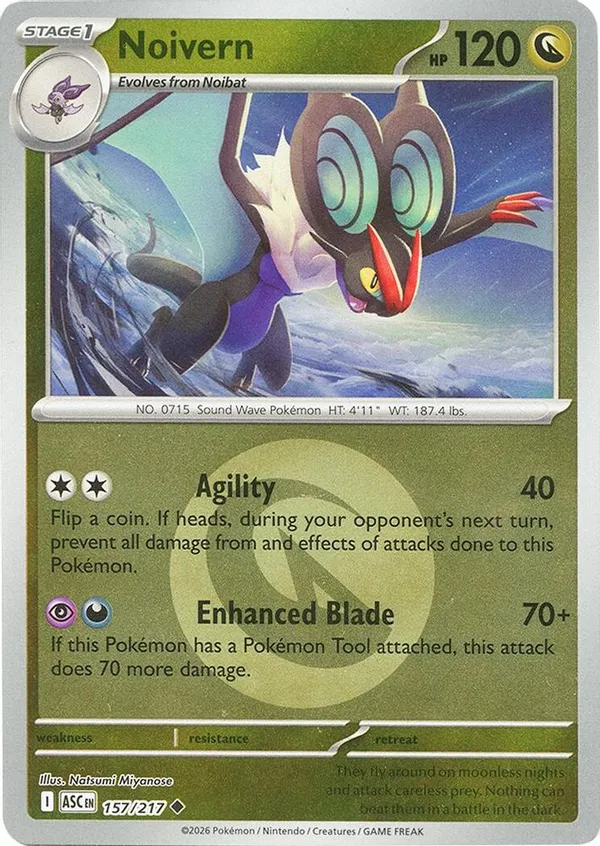 STAGE 1
Noivern
HP 120
Evolves from Noibat
NO. 0715 Sound Wave Pokémon HT: 4'11" WT: 187.4 lbs.
Agility 40
Flip a coin. If heads, during your opponent's next turn,
prevent all damage from and effects of attacks done to this
Pokémon.
Enhanced Blade 70+
If this Pokémon has a Pokémon Tool attached, this attack
does 70 more damage.
weakness resistance retreat
Illus. Natsumi Miyanose
I ASC EN 157/217
They fly around on moonless nights
and attack careless prey. Nothing can
beat them in a battle in the dark.
©2026 Pokémon / Nintendo / Creatures / GAME FREAK